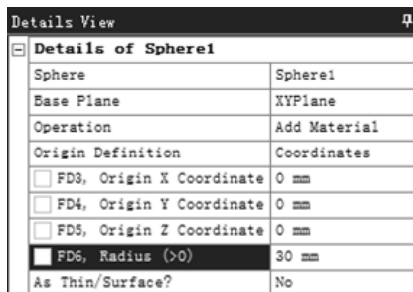 Details View
Details of Sphere1
Sphere Sphere1
Base Plane XYPlane
Operation Add Material
Origin Definition Coordinates
FD3, Origin X Coordinate 0 mm
FD4, Origin Y Coordinate 0 mm
FD5, Origin Z Coordinate 0 mm
FD6, Radius (>0) 30 mm
As Thin/Surface? No